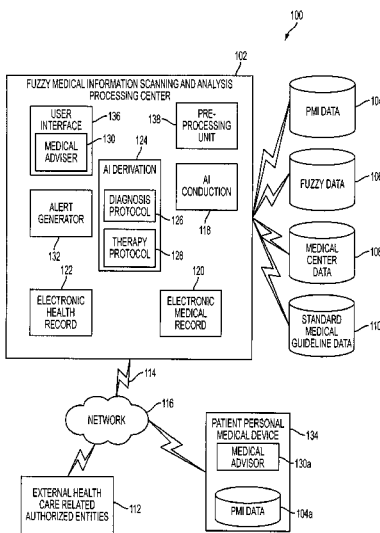 100
102
FUZZY MEDICAL INFORMATION SCANNING AND ANALYSIS
PROCESSING CENTER
USER
INTERFACE
136
130
MEDICAL
ADVISER
138
PRE-
PROCESSING
UNIT
124
AI DERIVATION
DIAGNOSIS
PROTOCOL
126
THERAPY
PROTOCOL
128
AI
CONDUCTION
118
ALERT
GENERATOR
132
122
ELECTRONIC
HEALTH
RECORD
120
ELECTRONIC
MEDICAL
RECORD
PMI DATA
FUZZY DATA
MEDICAL
CENTER
DATA
STANDARD
MEDICAL
GUIDELINE DATA
114
NETWORK
116
EXTERNAL HEALTH
CARE RELATED
AUTHORIZED ENTITIES
112
PATIENT PERSONAL
MEDICAL DEVICE
134
MEDICAL
ADVISOR
130a
PMI DATA
104a